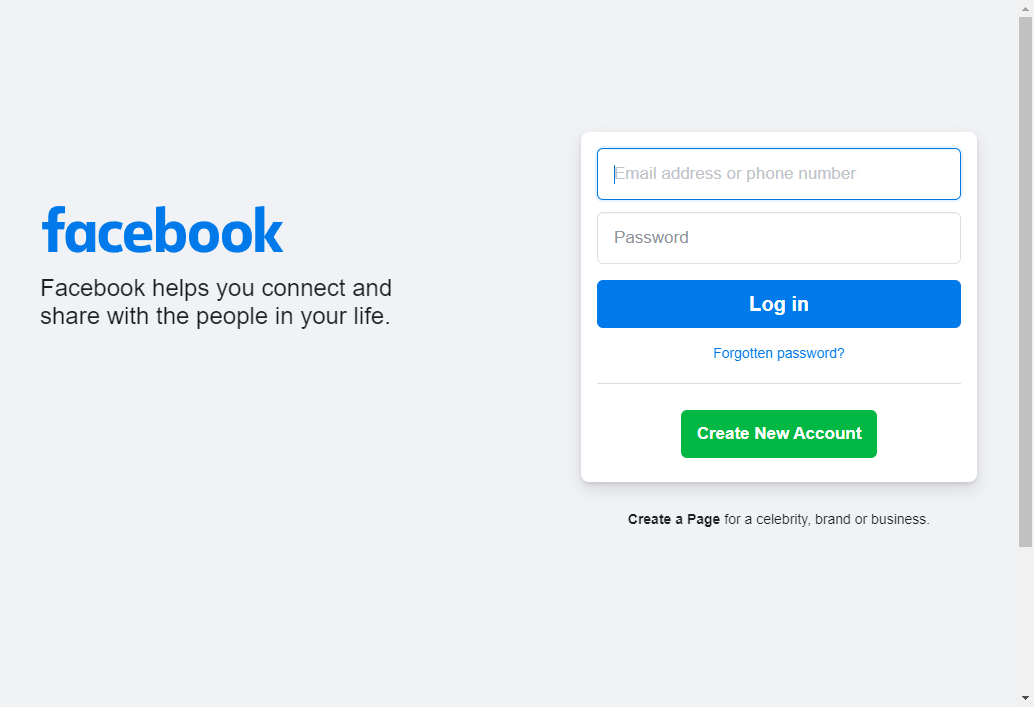 facebook
Facebook helps you connect and
share with the people in your life.
Email address or phone number
Password
Log in
Forgotten password?
Create New Account
Create a Page for a celebrity, brand or business.